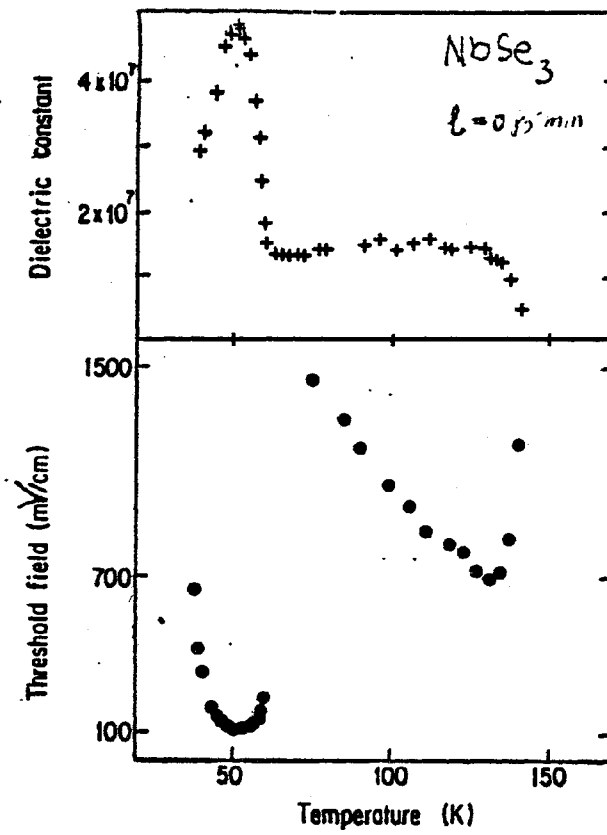 NbSe3
4x10⁷
2x10⁷
Dielectric constant
1500
700
100
Threshold field (mV/cm)
50
100
150
Temperature (K)